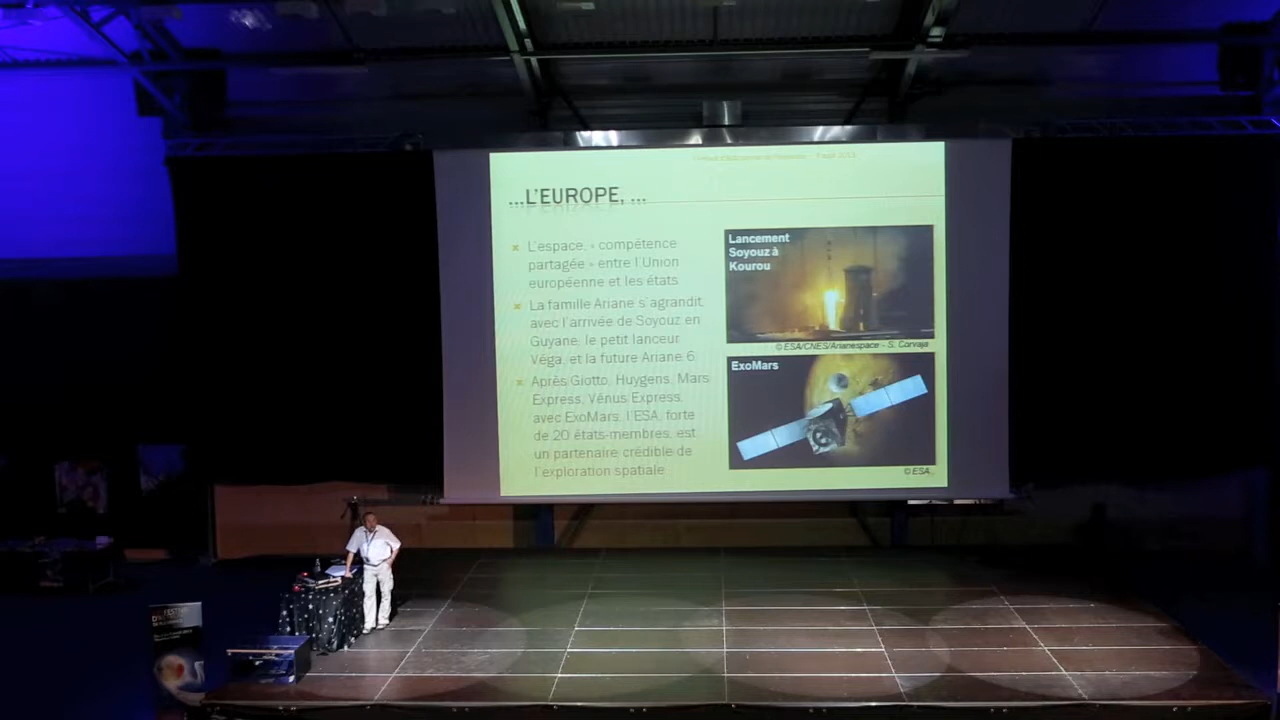 ...L'EUROPE, ...
L'espace, « compétence
partagée » entre l'Union
européenne et les états
La famille Ariane s'agrandit,
avec l'arrivée de Soyouz en
Guyane, le petit lanceur
Véga, et la future Ariane 6.
Après Giotto, Huygens, Mars
Express, Vénus Express,
avec ExoMars, l'ESA, forte
de 20 états-membres, est
un partenaire crédible de
l'exploration spatiale
Lancement
Soyouz à
Kourou
© ESA/CNES/Arianespace - S. Corvaja
ExoMars
© ESA
FESTIVAL